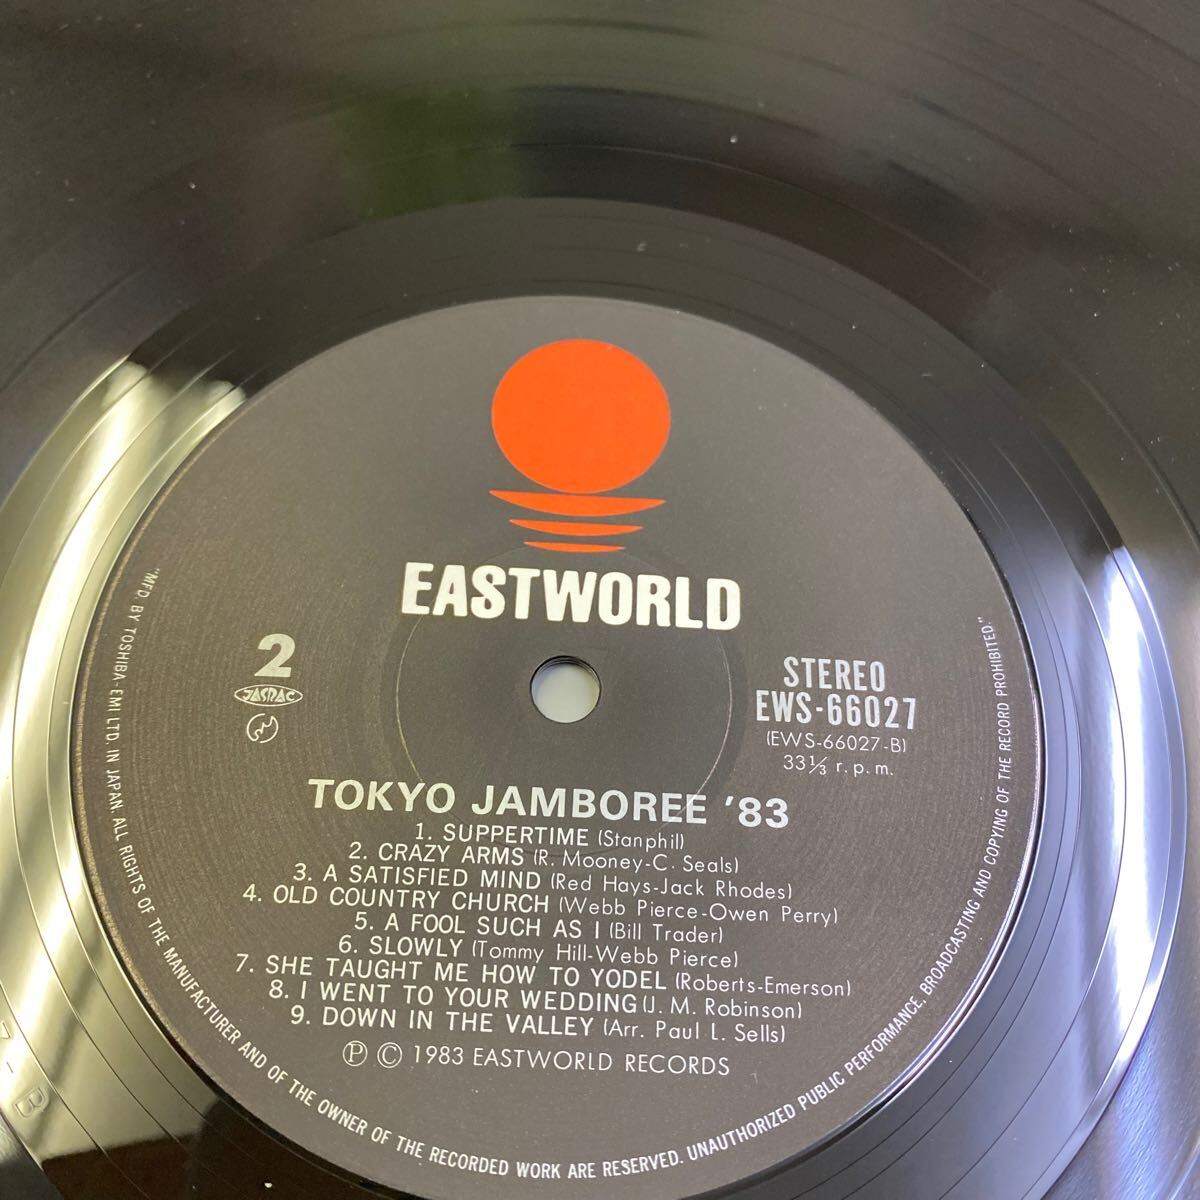 EASTWORLD
2
JASRAC
STEREO
EWS-66027
(EWS-66027-B)
33⅓ r.p.m.
TOKYO JAMBOREE '83
1. SUPPERTIME (Stanphil)
2. CRAZY ARMS (R. Mooney-C. Seals)
3. A SATISFIED MIND (Red Hays-Jack Rhodes)
4. OLD COUNTRY CHURCH (Webb Pierce-Owen Perry)
5. A FOOL SUCH AS I (Bill Trader)
6. SLOWLY (Tommy Hill-Webb Pierce)
7. SHE TAUGHT ME HOW TO YODEL (Roberts-Emerson)
8. I WENT TO YOUR WEDDING (J. M. Robinson)
9. DOWN IN THE VALLEY (Arr. Paul L. Sells)
Ⓟ © 1983 EASTWORLD RECORDS
"MFD. BY TOSHIBA-EMI LTD. IN JAPAN. ALL RIGHTS OF THE MANUFACTURER AND OF THE OWNER OF THE RECORDED WORK ARE RESERVED. UNAUTHORIZED PUBLIC PERFORMANCE, BROADCASTING AND COPYING OF THE RECORD PROHIBITED."